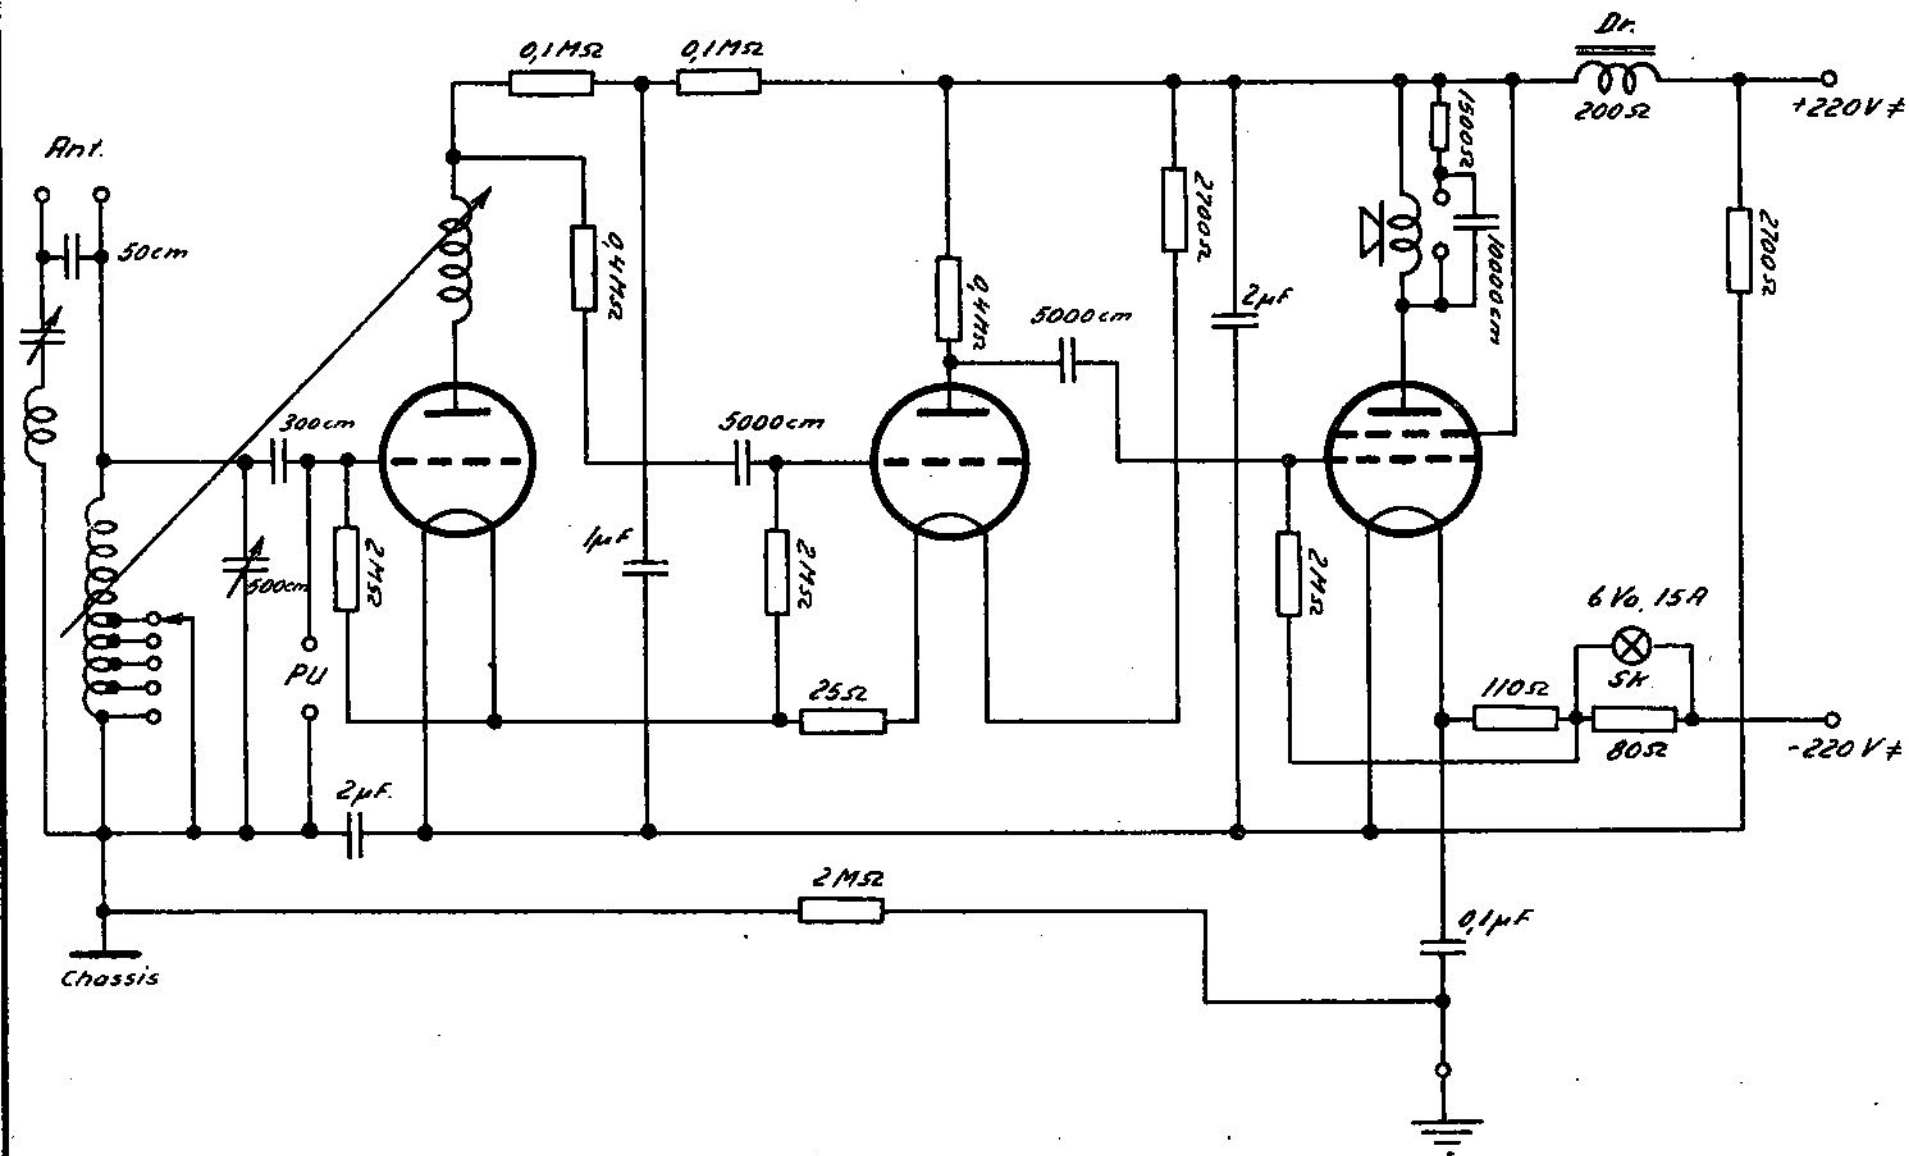 Dr.
0,1MΩ
0,1MΩ
200Ω
+220V≠
1500Ω
Ant.
50cm
0,4MΩ
2700Ω
10000cm
2700Ω
0,4MΩ
5000cm
2μF
300cm
5000cm
1μF
2MΩ
500cm
2MΩ
2MΩ
6V0,15A
PU
SK
25Ω
110Ω
80Ω
-220V≠
2μF.
2MΩ
0,1μF
Chassis